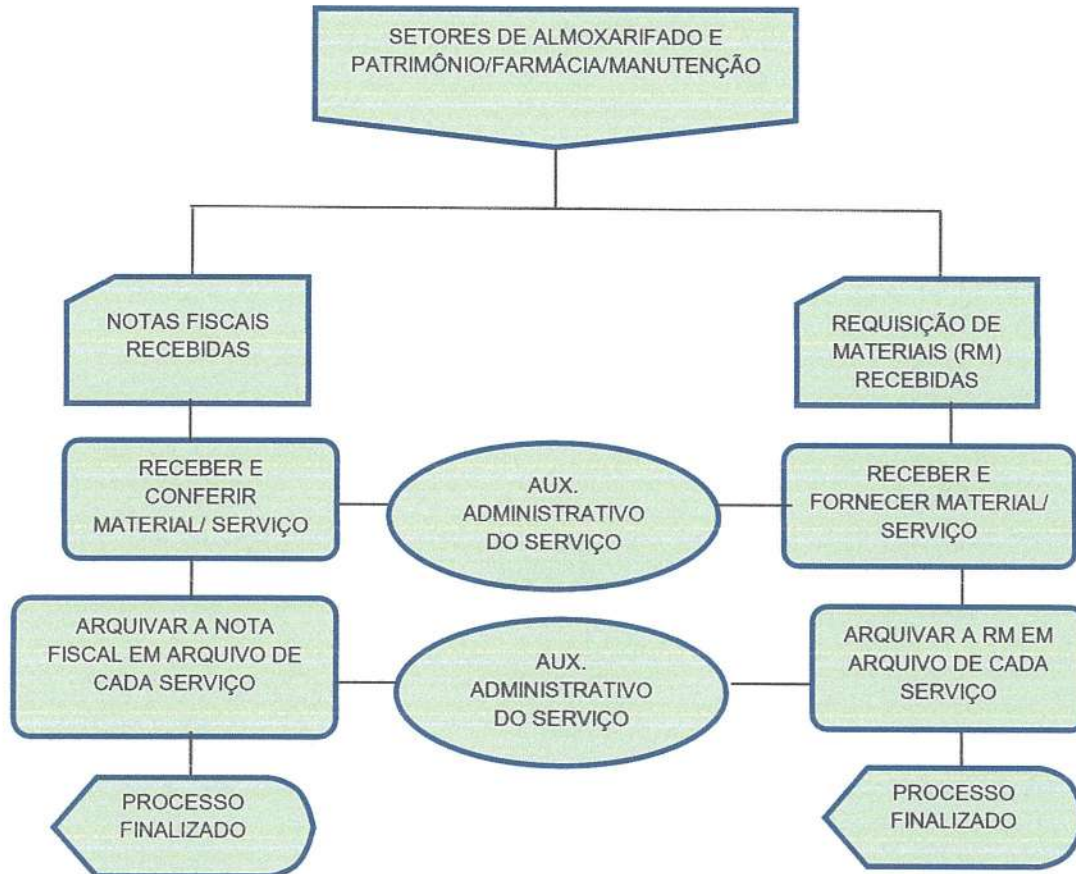 SETORES DE ALMOXARIFADO E
PATRIMÔNIO/FARMÁCIA/MANUTENÇÃO
NOTAS FISCAIS
RECEBIDAS
REQUISIÇÃO DE
MATERIAIS (RM)
RECEBIDAS
RECEBER E
CONFERIR
MATERIAL/ SERVIÇO
AUX.
ADMINISTRATIVO
DO SERVIÇO
RECEBER E
FORNECER MATERIAL/
SERVIÇO
ARQUIVAR A NOTA
FISCAL EM ARQUIVO DE
CADA SERVIÇO
AUX.
ADMINISTRATIVO
DO SERVIÇO
ARQUIVAR A RM EM
ARQUIVO DE CADA
SERVIÇO
PROCESSO
FINALIZADO
PROCESSO
FINALIZADO